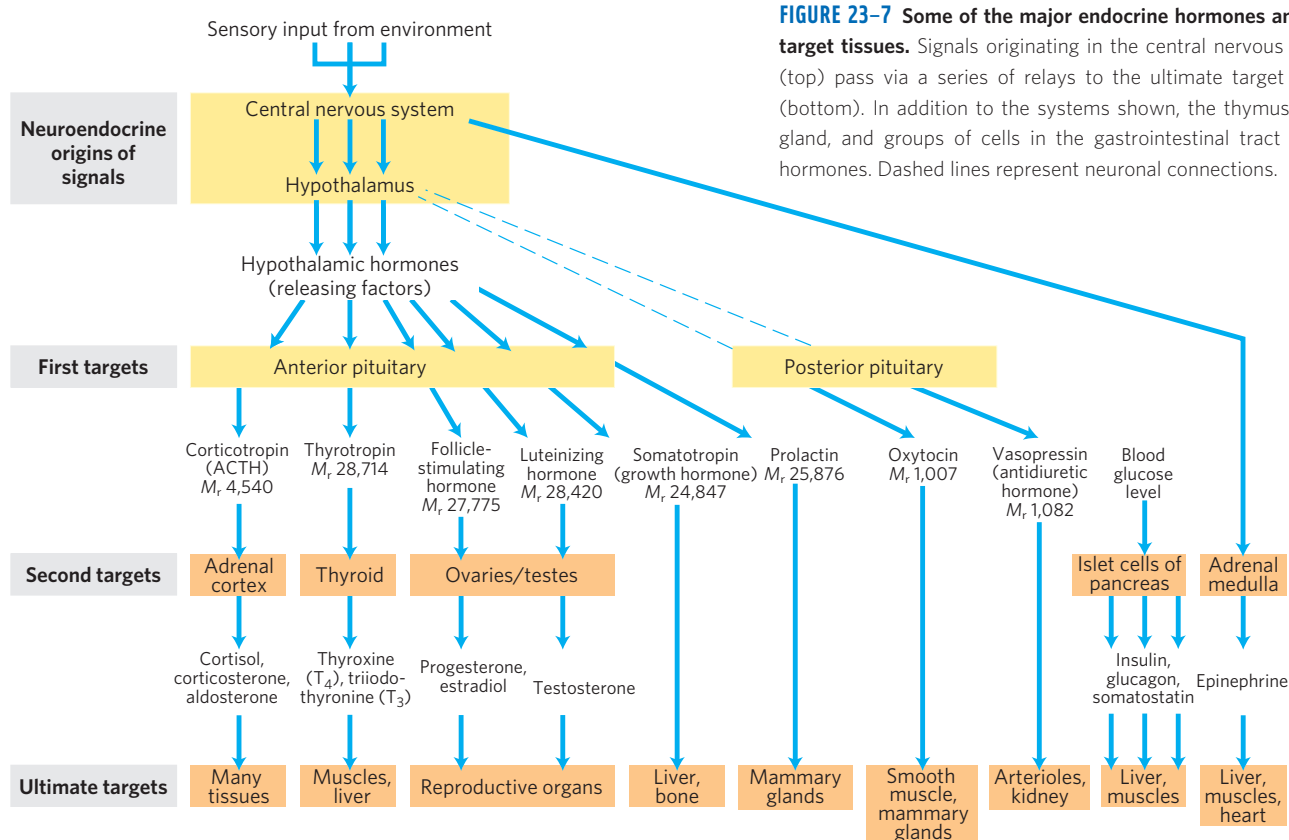 FIGURE 23–7 Some of the major endocrine hormones an
target tissues. Signals originating in the central nervous
(top) pass via a series of relays to the ultimate target
(bottom). In addition to the systems shown, the thymus
gland, and groups of cells in the gastrointestinal tract
hormones. Dashed lines represent neuronal connections.
Sensory input from environment
Neuroendocrine
origins of
signals
Central nervous system
Hypothalamus
Hypothalamic hormones
(releasing factors)
First targets
Anterior pituitary
Posterior pituitary
Corticotropin
(ACTH)
Mr 4,540
Thyrotropin
Mr 28,714
Follicle-
stimulating
hormone
Mr 27,775
Luteinizing
hormone
Mr 28,420
Somatotropin
(growth hormone)
Mr 24,847
Prolactin
Mr 25,876
Oxytocin
Mr 1,007
Vasopressin
(antidiuretic
hormone)
Mr 1,082
Blood
glucose
level
Second targets
Adrenal
cortex
Thyroid
Ovaries/testes
Islet cells of
pancreas
Adrenal
medulla
Cortisol,
corticosterone,
aldosterone
Thyroxine
(T4), triiodo-
thyronine (T3)
Progesterone,
estradiol
Testosterone
Insulin,
glucagon,
somatostatin
Epinephrine
Ultimate targets
Many
tissues
Muscles,
liver
Reproductive organs
Liver,
bone
Mammary
glands
Smooth
muscle,
mammary
glands
Arterioles,
kidney
Liver,
muscles
Liver,
muscles,
heart